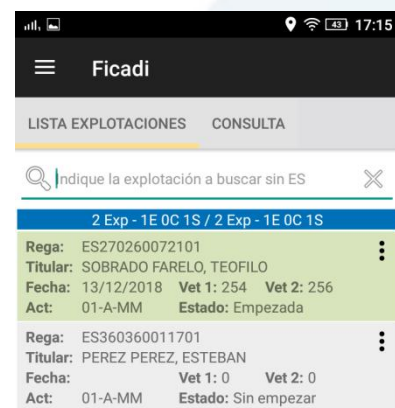 43 17:15
Ficadi
LISTA EXPLOTACIONES CONSULTA
Indique la explotación a buscar sin ES
2 Exp - 1E 0C 1S / 2 Exp - 1E 0C 1S
Rega: ES270260072101
Titular: SOBRADO FARELO, TEOFILO
Fecha: 13/12/2018 Vet 1: 254 Vet 2: 256
Act: 01-A-MM Estado: Empezada
Rega: ES360360011701
Titular: PEREZ PEREZ, ESTEBAN
Fecha: Vet 1: 0 Vet 2: 0
Act: 01-A-MM Estado: Sin empezar